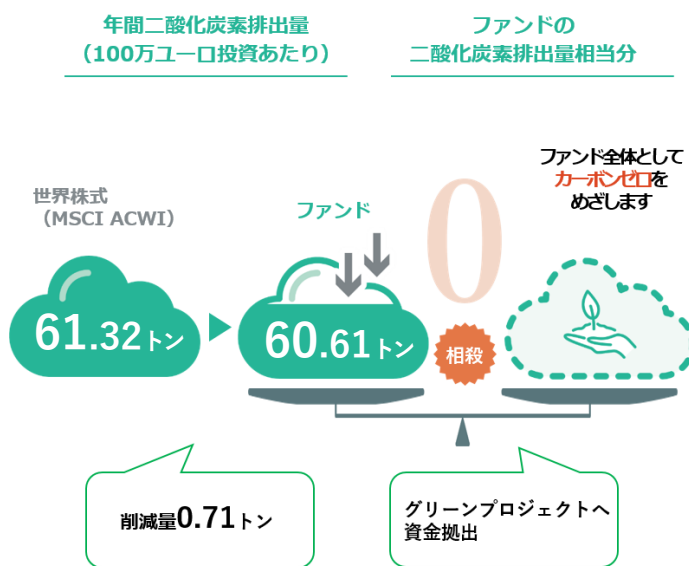 年間二酸化炭素排出量
（100万ユーロ投資あたり）
ファンドの
二酸化炭素排出量相当分
世界株式
（MSCI ACWI）
61.32トン
ファンド
60.61トン
0
相殺
ファンド全体として
カーボンゼロを
めざします
削減量0.71トン
グリーンプロジェクトへ
資金拠出